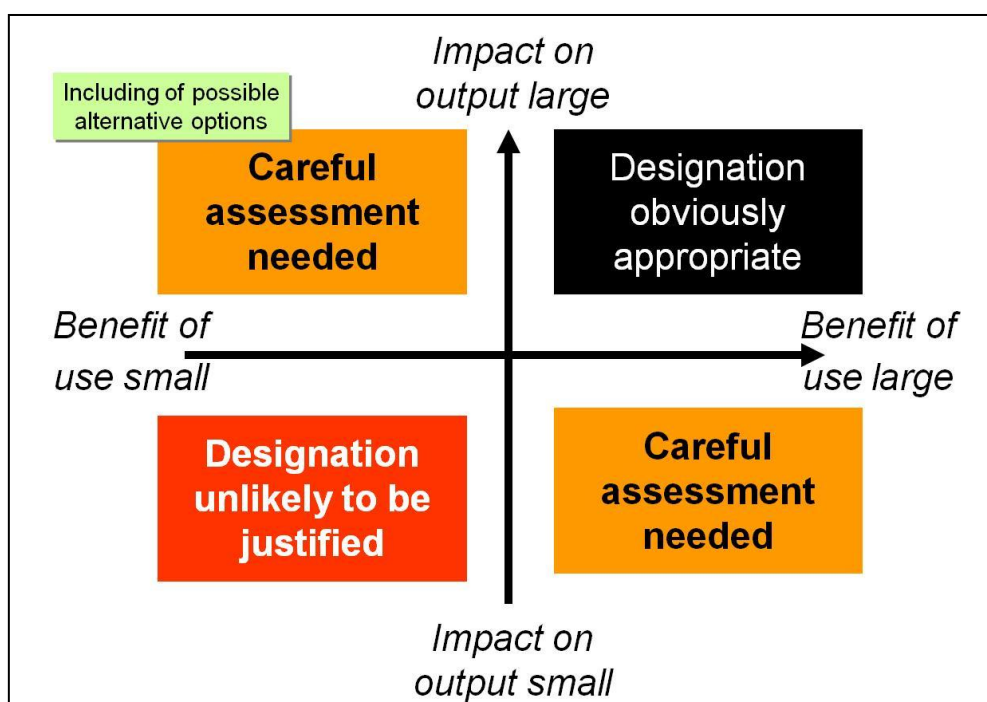 Impact on
output large
Including of possible
alternative options
Careful
assessment
needed
Designation
obviously
appropriate
Benefit of
use small
Benefit of
use large
Designation
unlikely to be
justified
Careful
assessment
needed
Impact on
output small